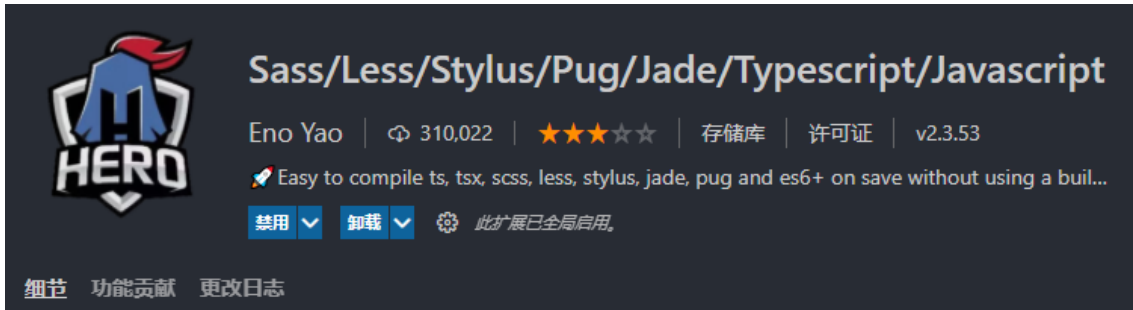 HERO
Sass/Less/Stylus/Pug/Jade/Typescript/Javascript
Eno Yao 310,022 存储库 许可证 v2.3.53
Easy to compile ts, tsx, scss, less, stylus, jade, pug and es6+ on save without using a buil...
禁用 卸载 此扩展已全局启用。
细节 功能贡献 更改日志